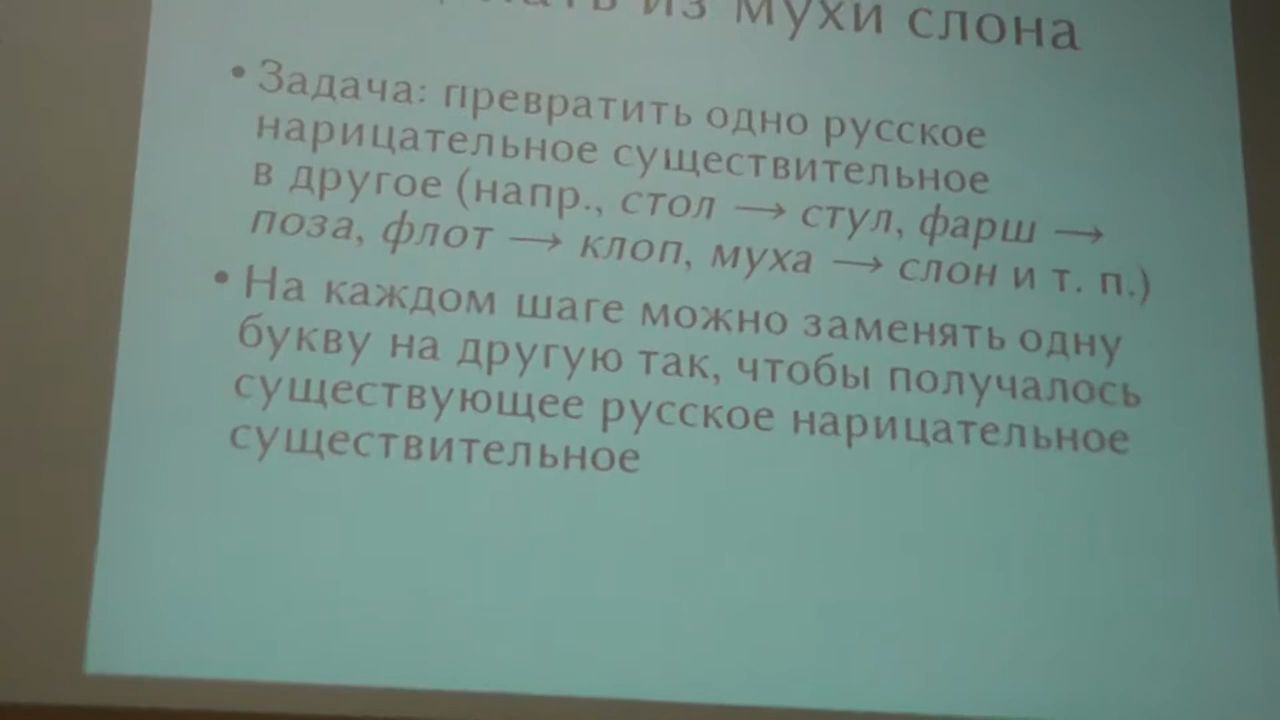 из мухи слона
• Задача: превратить одно русское
нарицательное существительное
в другое (напр., стол → стул, фарш →
поза, флот → клоп, муха → слон и т. п.)
• На каждом шаге можно заменять одну
букву на другую так, чтобы получалось
существующее русское нарицательное
существительное